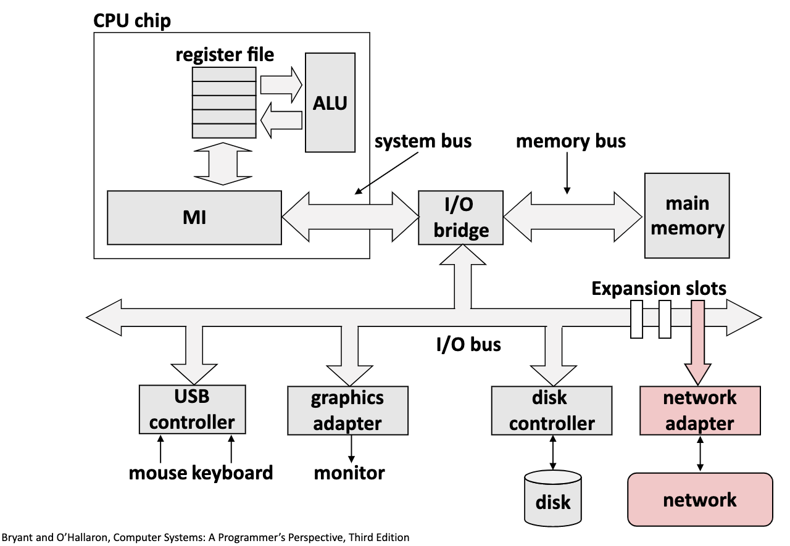 CPU chip
register file
ALU
system bus
memory bus
MI
I/O
bridge
main
memory
Expansion slots
I/O bus
USB
controller
graphics
adapter
disk
controller
network
adapter
mouse keyboard
monitor
disk
network
Bryant and O'Hallaron, Computer Systems: A Programmer's Perspective, Third Edition